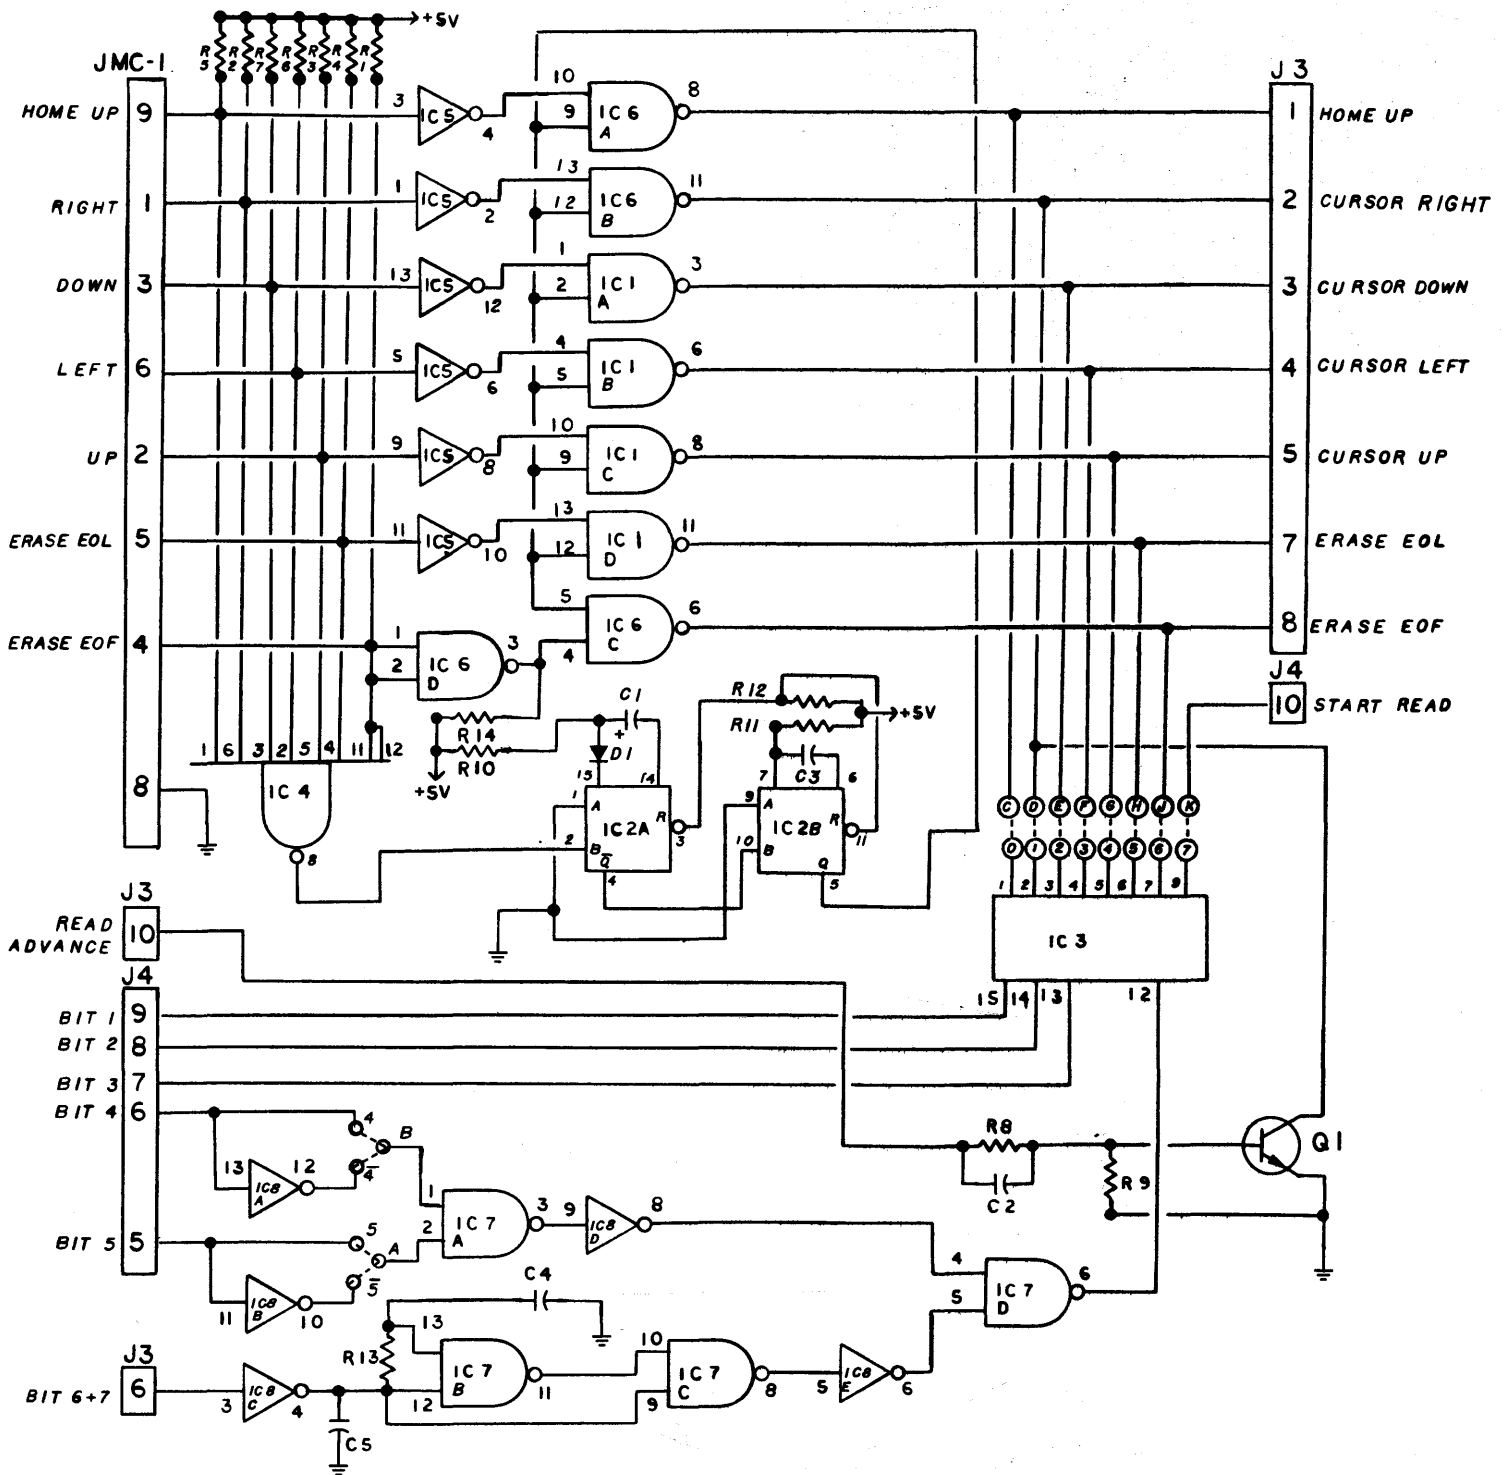 +5V
R5 R2 R7 R6 R3 R4 R1
JMC-1
J3
HOME UP 9 3 IC5 4 10 9 IC6 A 8 1 HOME UP
RIGHT 1 1 IC5 2 13 12 IC6 B 11 2 CURSOR RIGHT
DOWN 3 13 IC5 12 1 2 IC1 A 3 3 CURSOR DOWN
LEFT 6 5 IC5 6 4 5 IC1 B 6 4 CURSOR LEFT
UP 2 9 IC5 8 10 9 IC1 C 8 5 CURSOR UP
ERASE EOL 5 11 IC5 10 13 12 IC1 D 11 7 ERASE EOL
ERASE EOF 4 1 2 IC6 D 3 5 4 IC6 C 6 8 ERASE EOF
J4
10 START READ
R14
R10
+5V
C1
+
D1
R12
R11
+5V
C3
1 6 3 2 5 4 11 12
IC4
8
8
15 14
1 A IC2A R 3
2 B Q̅
4
7 6
9 A IC2B R 11
10 B Q
5
C D E F G H J K
0 1 2 3 4 5 6 7
1 2 3 4 5 6 7 9
IC3
15 14 13 12
J3
READ
ADVANCE
10
J4
BIT 1 9
BIT 2 8
BIT 3 7
BIT 4 6
4
B
4̅
13 IC8 A 12
R8
C2
R9
Q1
1
2
IC7 A 3 9 IC8 D 8
BIT 5 5
5
A
5̅
11 IC8 B 10
4
5
IC7 D 6
C4
R13
13
12
IC7 B 11
10
9
IC7 C 8 5 IC8 E 6
J3
BIT 6+7 6 3 IC8 C 4
C5